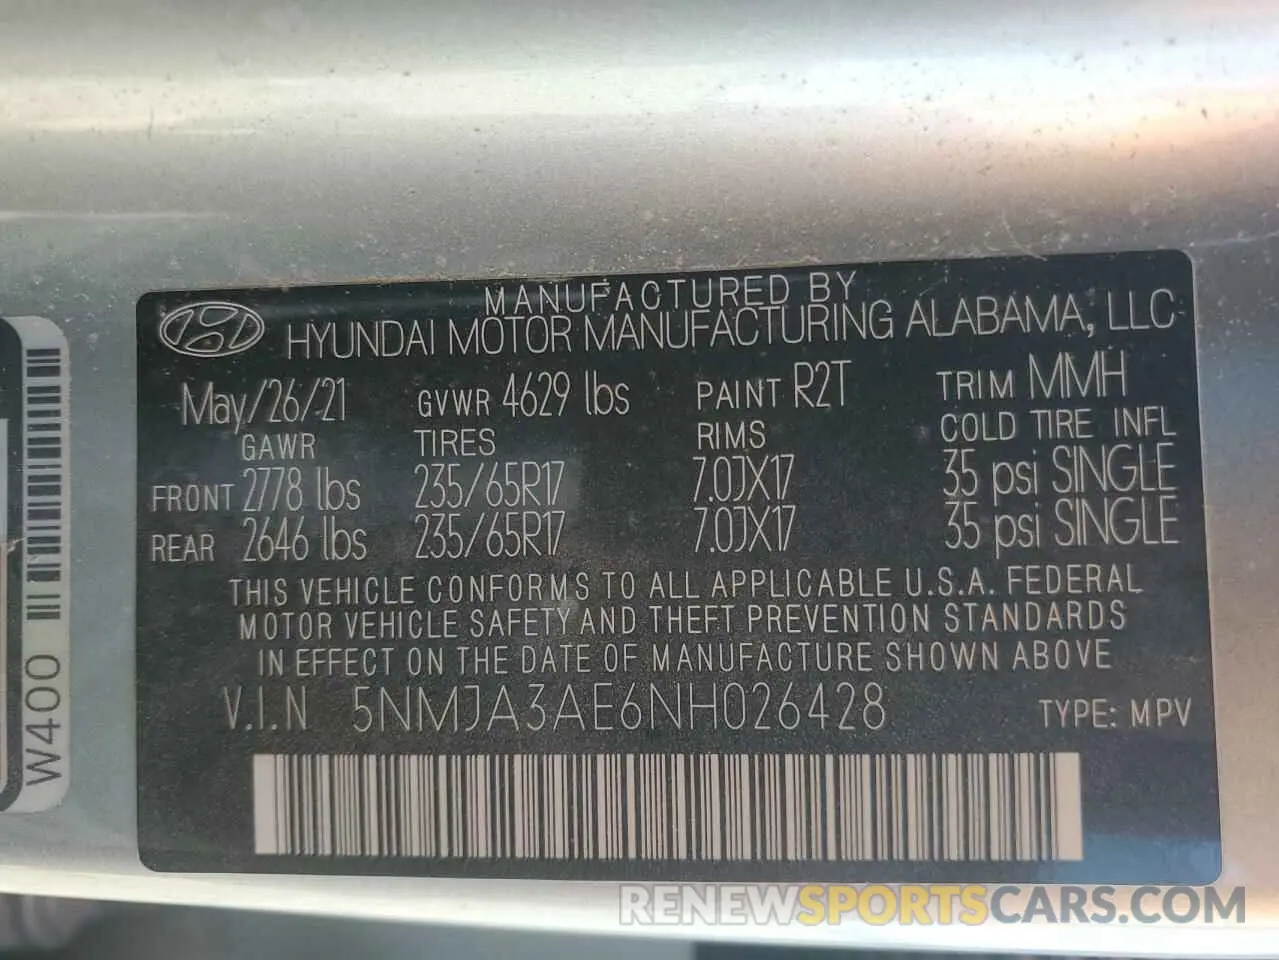 MANUFACTURED BY
HYUNDAI MOTOR MANUFACTURING ALABAMA, LLC
May/26/21 GVWR 4629 lbs PAINT R2T TRIM MMH
GAWR TIRES RIMS COLD TIRE INFL
FRONT 2778 lbs 235/65R17 7.0JX17 35 psi SINGLE
REAR 2646 lbs 235/65R17 7.0JX17 35 psi SINGLE
THIS VEHICLE CONFORMS TO ALL APPLICABLE U.S.A. FEDERAL
MOTOR VEHICLE SAFETY AND THEFT PREVENTION STANDARDS
IN EFFECT ON THE DATE OF MANUFACTURE SHOWN ABOVE
V.I.N 5NMJA3AE6NH026428 TYPE: MPV
W400
RENEWSPORTSCARS.COM